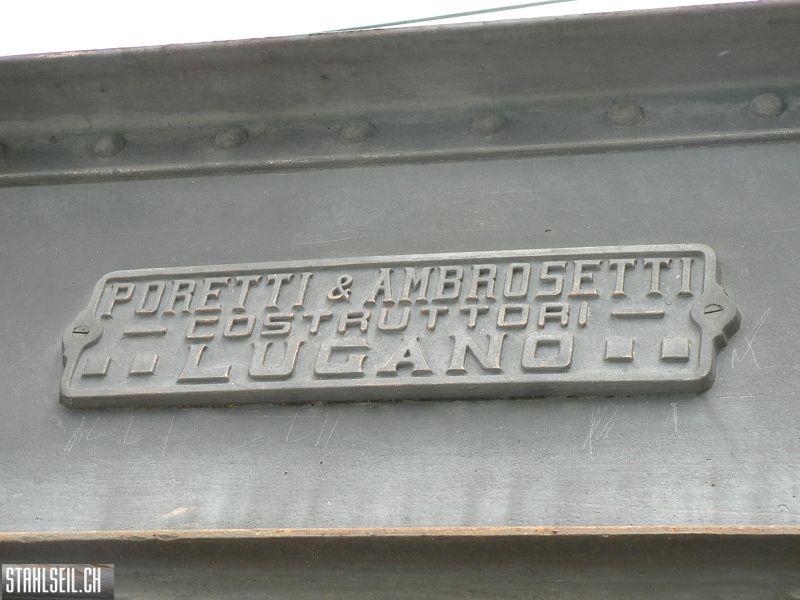 PORETTI & AMBROSETTI
COSTRUTTORI
LUGANO
STAHLSEIL.CH